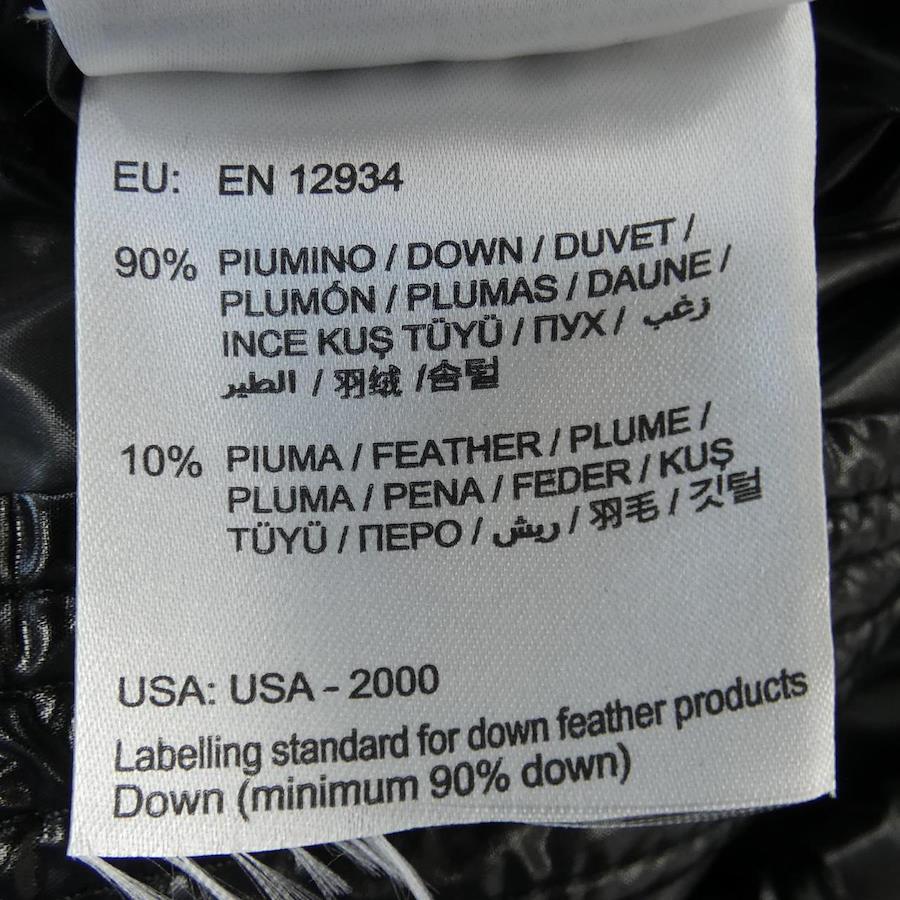 EU: EN 12934
90% PIUMINO / DOWN / DUVET /
PLUMÓN / PLUMAS / DAUNE /
INCE KUŞ TÜYÜ / ПУХ / زغب
الطير / 羽绒 / 솜털
10% PIUMA / FEATHER / PLUME /
PLUMA / PENA / FEDER / KUŞ
TÜYÜ / ПЕРО / ريش / 羽毛 / 깃털
USA: USA - 2000
Labelling standard for down feather products
Down (minimum 90% down)